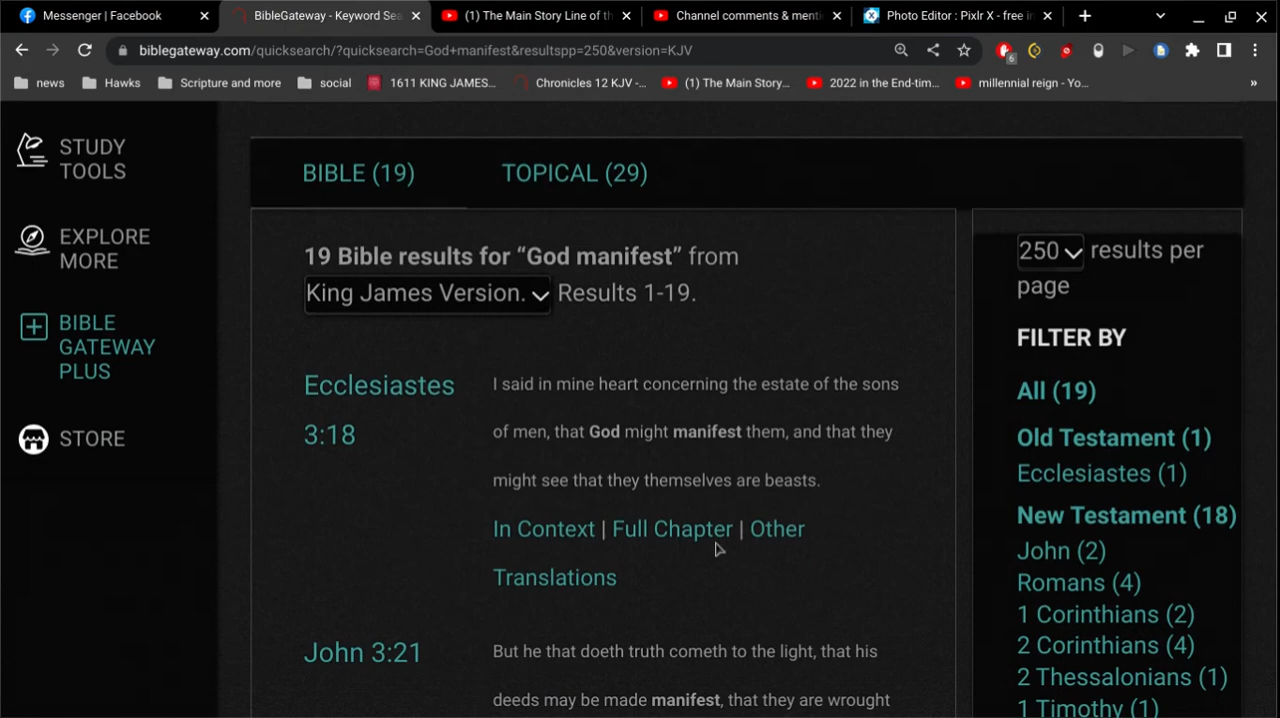 Messenger | Facebook
BibleGateway - Keyword Sea
(1) The Main Story Line of th
Channel comments & menti
Photo Editor : Pixlr X - free in
biblegateway.com/quicksearch/?quicksearch=God+manifest&resultspp=250&version=KJV
6
news
Hawks
Scripture and more
social
1611 KING JAMES...
Chronicles 12 KJV -...
(1) The Main Story...
2022 in the End-tim...
millennial reign - Yo...
»
STUDY
TOOLS
EXPLORE
MORE
BIBLE
GATEWAY
PLUS
STORE
BIBLE (19)
TOPICAL (29)
19 Bible results for “God manifest” from
King James Version. Results 1-19.
Ecclesiastes
3:18
I said in mine heart concerning the estate of the sons
of men, that God might manifest them, and that they
might see that they themselves are beasts.
In Context | Full Chapter | Other
Translations
John 3:21
But he that doeth truth cometh to the light, that his
deeds may be made manifest, that they are wrought
250 results per
page
FILTER BY
All (19)
Old Testament (1)
Ecclesiastes (1)
New Testament (18)
John (2)
Romans (4)
1 Corinthians (2)
2 Corinthians (4)
2 Thessalonians (1)
1 Timothy (1)